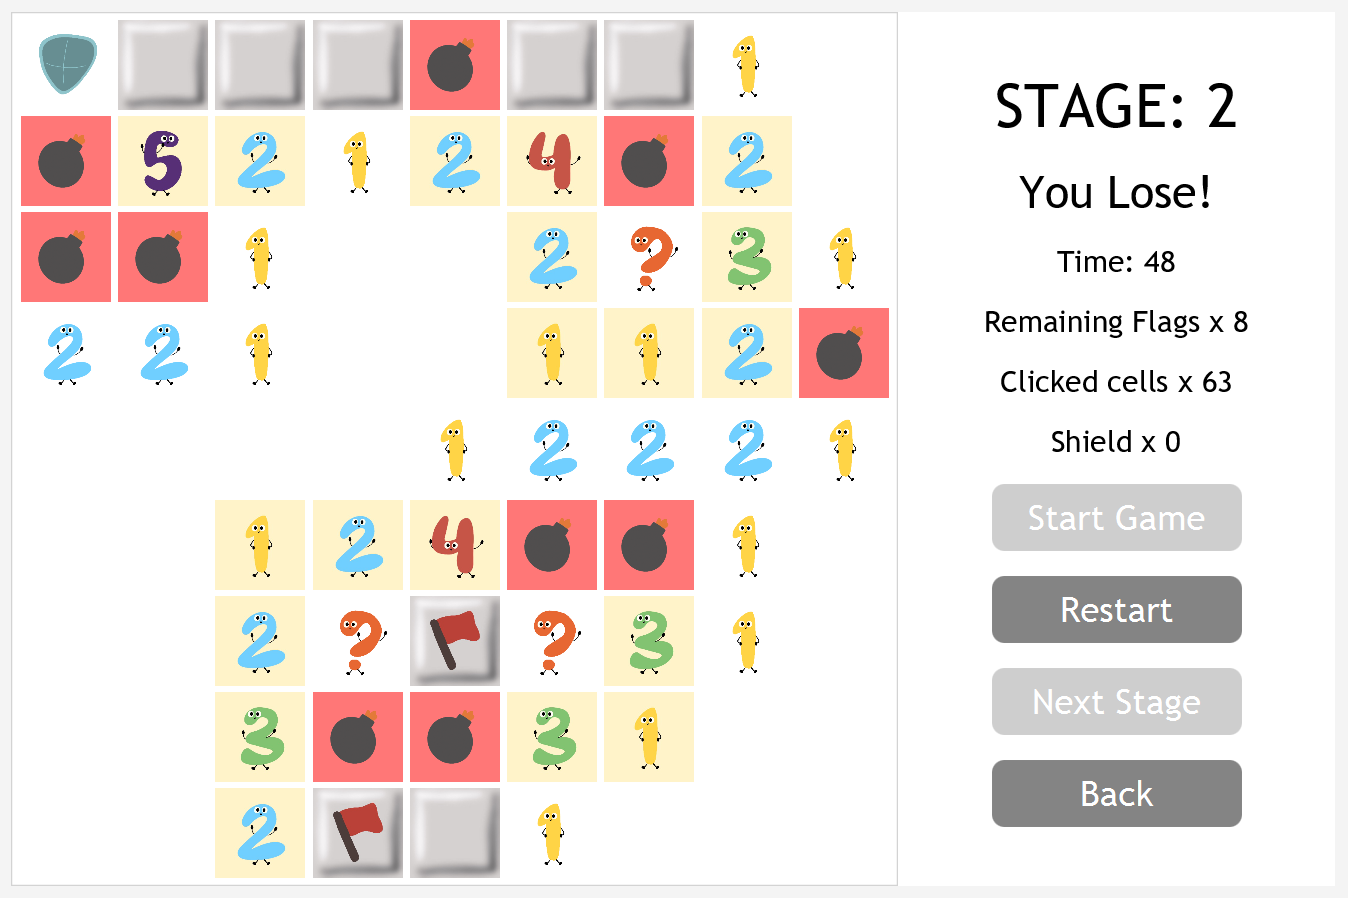 1
5 2 1 2 4 2
1 2 ? 3 1
2 2 1 1 1 2
1 2 2 2 1
1 2 4 1
2 ? ? 3 1
3 3 1
2 1
STAGE: 2
You Lose!
Time: 48
Remaining Flags x 8
Clicked cells x 63
Shield x 0
Start Game
Restart
Next Stage
Back